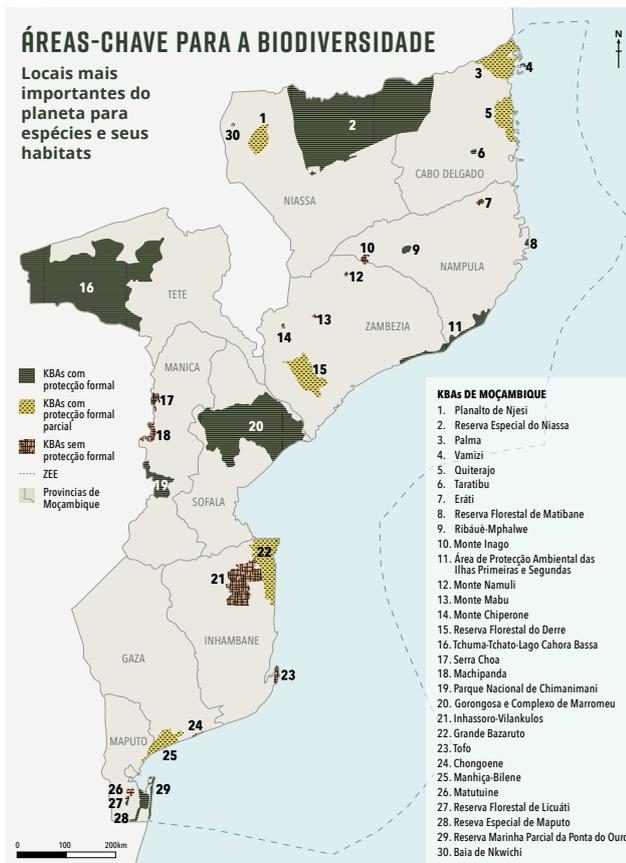 ÁREAS-CHAVE PARA A BIODIVERSIDADE
Locais mais
importantes do
planeta para
espécies e seus
habitats
N
3
4
1
30
2
5
6
CABO DELGADO
NIASSA
7
10
9
8
NAMPULA
12
16
TETE
13
14
ZAMBEZIA
11
15
MANICA
KBAs com
protecção formal
KBAs com
protecção formal
parcial
KBAs sem
protecção formal
ZEE
Provincias de
Moçambique
17
18
20
19
SOFALA
22
21
INHAMBANE
GAZA
23
24
MAPUTO
25
26
29
27
28
0 100 200km
KBAs DE MOÇAMBIQUE
1. Planalto de Njesi
2. Reserva Especial do Niassa
3. Palma
4. Vamizi
5. Quiterajo
6. Taratibu
7. Eráti
8. Reserva Florestal de Matibane
9. Ribáuè-Mphalwe
10. Monte Inago
11. Área de Protecção Ambiental das
Ilhas Primeiras e Segundas
12. Monte Namuli
13. Monte Mabu
14. Monte Chiperone
15. Reserva Florestal do Derre
16. Tchuma-Tchato-Lago Cahora Bassa
17. Serra Choa
18. Machipanda
19. Parque Nacional de Chimanimani
20. Gorongosa e Complexo de Marromeu
21. Inhassoro-Vilankulos
22. Grande Bazaruto
23. Tofo
24. Chongoene
25. Manhiça-Bilene
26. Matutuine
27. Reserva Florestal de Licuáti
28. Reseva Especial de Maputo
29. Reserva Marinha Parcial da Ponta do Ouro
30. Baia de Nkwichi